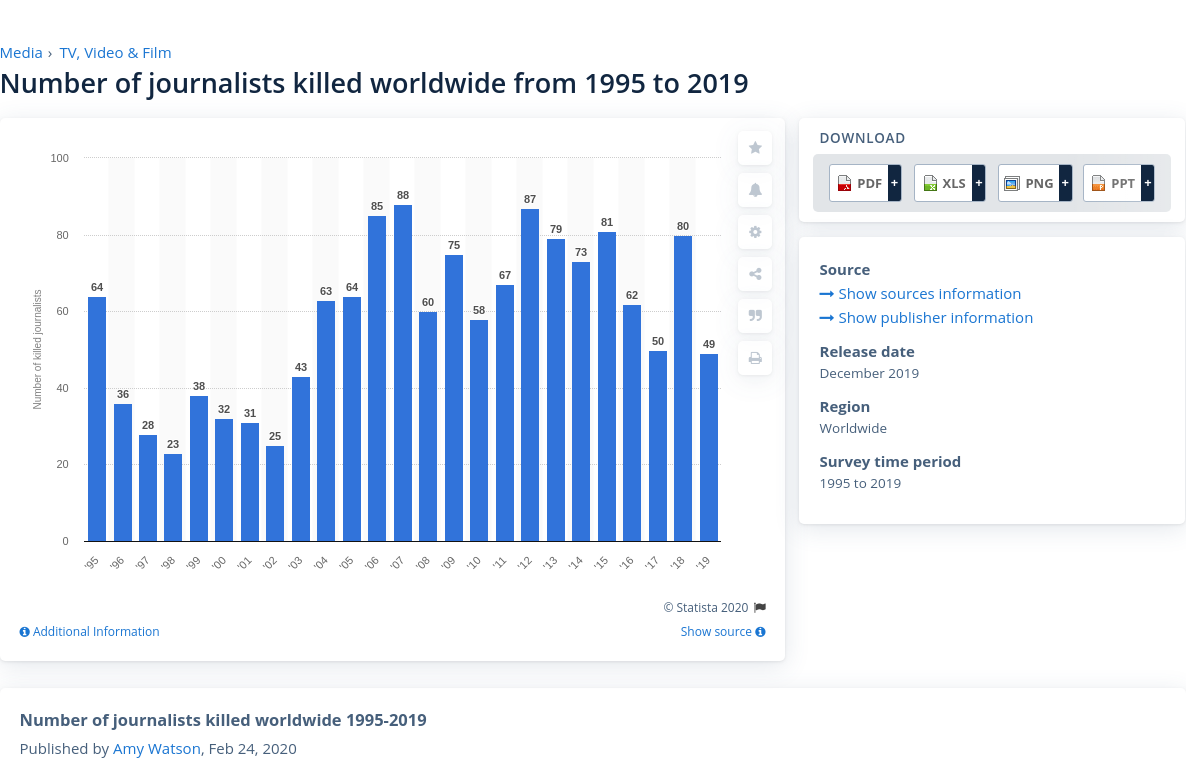 Media › TV, Video & Film
Number of journalists killed worldwide from 1995 to 2019
Number of killed journalists
100
80
60
40
20
0
64
36
28
23
38
32
31
25
43
63
64
85
88
60
75
58
67
87
79
73
81
62
50
80
49
'95 '96 '97 '98 '99 '00 '01 '02 '03 '04 '05 '06 '07 '08 '09 '10 '11 '12 '13 '14 '15 '16 '17 '18 '19
© Statista 2020
Additional Information
Show source
DOWNLOAD
PDF + XLS + PNG + PPT +
Source
Show sources information
Show publisher information
Release date
December 2019
Region
Worldwide
Survey time period
1995 to 2019
Number of journalists killed worldwide 1995-2019
Published by Amy Watson, Feb 24, 2020